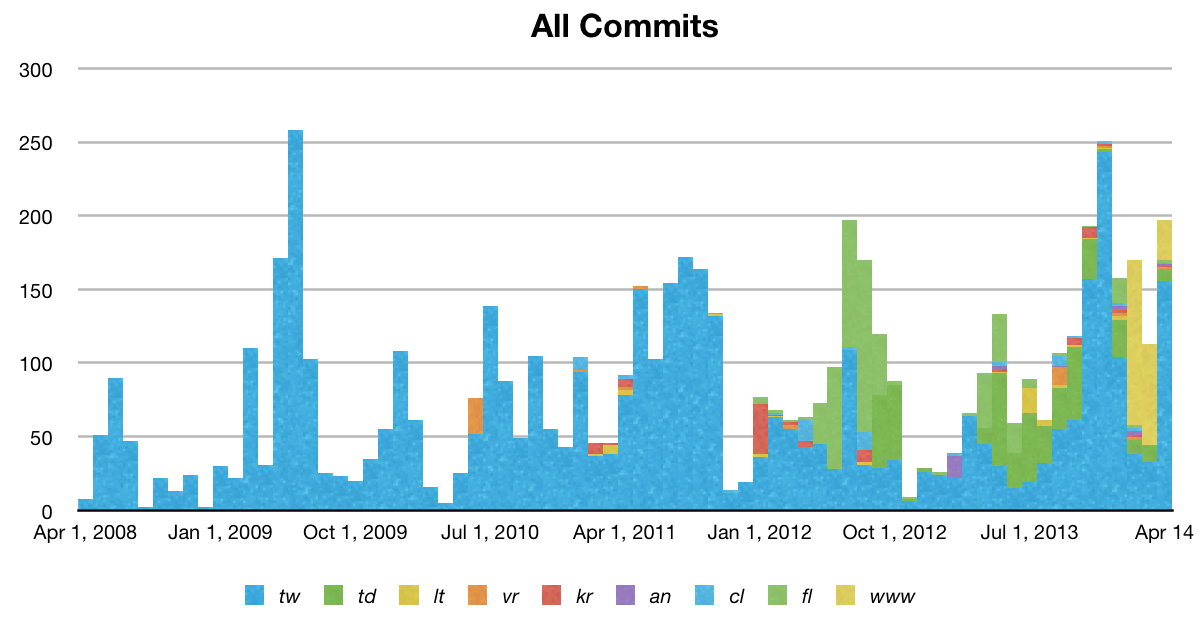 All Commits
300
250
200
150
100
50
0
Apr 1, 2008 Jan 1, 2009 Oct 1, 2009 Jul 1, 2010 Apr 1, 2011 Jan 1, 2012 Oct 1, 2012 Jul 1, 2013 Apr 14
tw td lt vr kr an cl fl www